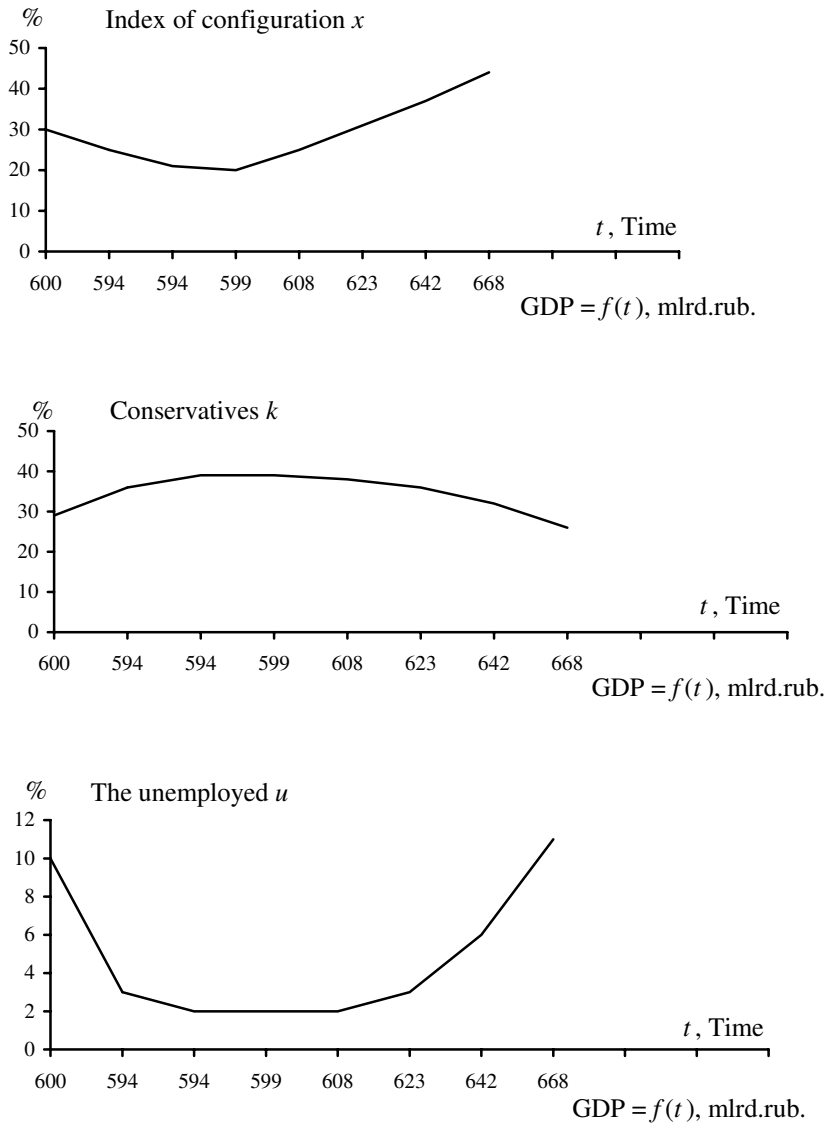 % Index of configuration x
50
40
30
20
10
0
t, Time
600 594 594 599 608 623 642 668
GDP = f(t), mlrd.rub.
% Conservatives k
50
40
30
20
10
0
t, Time
600 594 594 599 608 623 642 668
GDP = f(t), mlrd.rub.
% The unemployed u
12
10
8
6
4
2
0
t, Time
600 594 594 599 608 623 642 668
GDP = f(t), mlrd.rub.